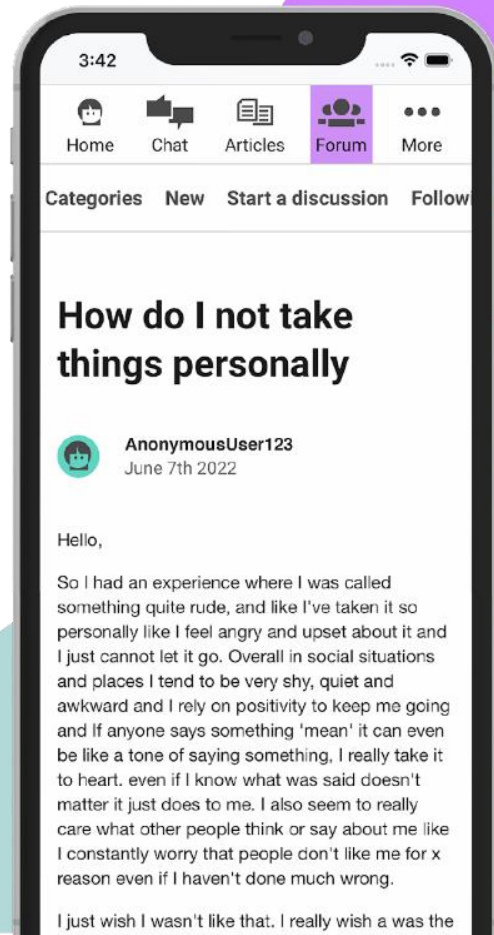 3:42
Home Chat Articles Forum More
Categories New Start a discussion Followi
How do I not take
things personally
AnonymousUser123
June 7th 2022
Hello,
So I had an experience where I was called
something quite rude, and like I've taken it so
personally like I feel angry and upset about it and
I just cannot let it go. Overall in social situations
and places I tend to be very shy, quiet and
awkward and I rely on positivity to keep me going
and If anyone says something 'mean' it can even
be like a tone of saying something, I really take it
to heart. even if I know what was said doesn't
matter it just does to me. I also seem to really
care what other people think or say about me like
I constantly worry that people don't like me for x
reason even if I haven't done much wrong.
I just wish I wasn't like that. I really wish a was the